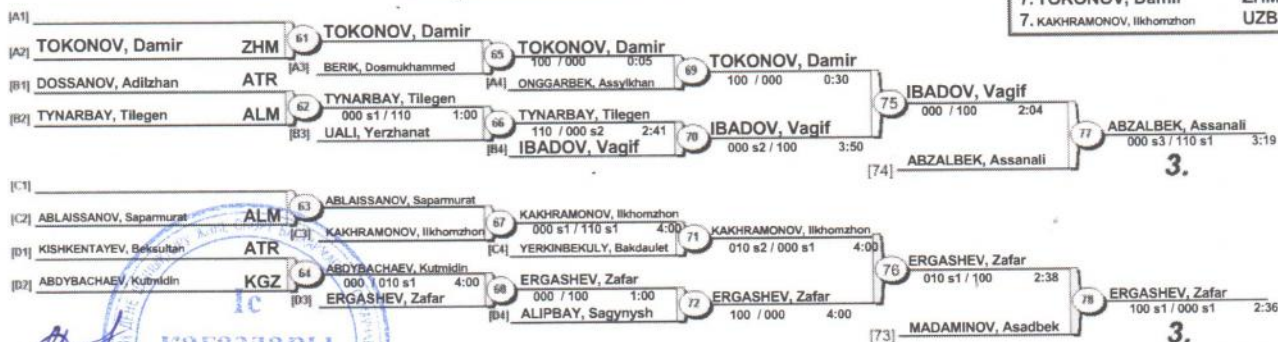 7. TOKONOV, Damir
7. KAKHRAMONOV, Ilkhomzhon UZB
[A1]
[A2] TOKONOV, Damir ZHM 61 TOKONOV, Damir
[A3] BERIK, Dosmukhammed 65 TOKONOV, Damir
100 / 000 0:05
[A4] ONGGARBEK, Assylkhan 69 TOKONOV, Damir
100 / 000 0:30
[B1] DOSSANOV, Adilzhan ATR
[B2] TYNARBAY, Tilegen ALM 62 TYNARBAY, Tilegen
000 s1 / 110 1:00
[B3] UALI, Yerzhanat 66 TYNARBAY, Tilegen
110 / 000 s2 2:41
[B4] IBADOV, Vagif 70 IBADOV, Vagif
000 s2 / 100 3:50
75 IBADOV, Vagif
000 / 100 2:04
[74] ABZALBEK, Assanali 77 ABZALBEK, Assanali
000 s3 / 110 s1 3:19
3.
[C1]
[C2] ABLAISSANOV, Saparmurat ALM 63 ABLAISSANOV, Saparmurat
[C3] KAKHRAMONOV, Ilkhomzhon 67 KAKHRAMONOV, Ilkhomzhon
000 s1 / 110 s1 4:00
[C4] YERKINBEKULY, Bakdaulet 71 KAKHRAMONOV, Ilkhomzhon
010 s2 / 000 s1 4:00
[D1] KISHKENTAYEV, Beksultan ATR
[D2] ABDYBACHAEV, Kutmidin KGZ 64 ABDYBACHAEV, Kutmidin
000 / 010 s1 4:00
[D3] ERGASHEV, Zafar 68 ERGASHEV, Zafar
000 / 100 1:00
[D4] ALIPBAY, Sagynysh 72 ERGASHEV, Zafar
100 / 000 4:00
76 ERGASHEV, Zafar
010 s1 / 100 2:38
[73] MADAMINOV, Asadbek 78 ERGASHEV, Zafar
100 s1 / 000 s1 2:36
3.
Іс